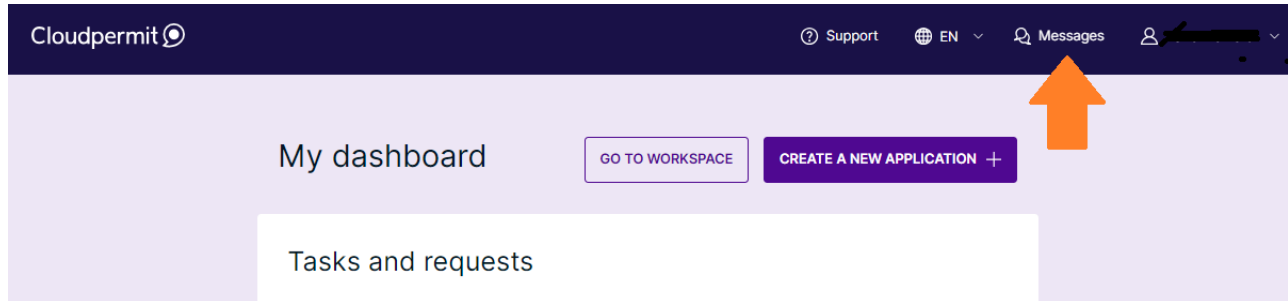 Cloudpermit Support EN Messages
My dashboard GO TO WORKSPACE CREATE A NEW APPLICATION +
Tasks and requests